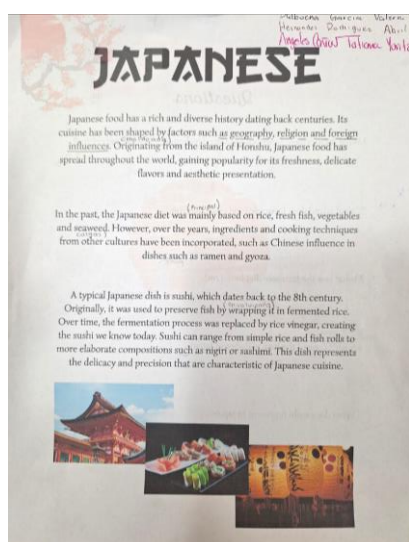 Garcia Valeria
JAPANESE
Japanese food has a rich and diverse history dating back centuries. Its
cuisine has been shaped by factors such as geography, religion and foreign
influences. Originating from the island of Honshu, Japanese food has
spread throughout the world, gaining popularity for its freshness, delicate
flavors and aesthetic presentation.
In the past, the Japanese diet was mainly based on rice, fresh fish, vegetables
and seaweed. However, over the years, ingredients and cooking techniques
from other cultures have been incorporated, such as Chinese influence in
dishes such as ramen and gyoza.
A typical Japanese dish is sushi, which dates back to the 8th century.
Originally, it was used to preserve fish by wrapping it in fermented rice.
Over time, the fermentation process was replaced by rice vinegar, creating
the sushi we know today. Sushi can range from simple rice and fish rolls to
more elaborate compositions such as nigiri or sashimi. This dish represents
the delicacy and precision that are characteristic of Japanese cuisine.